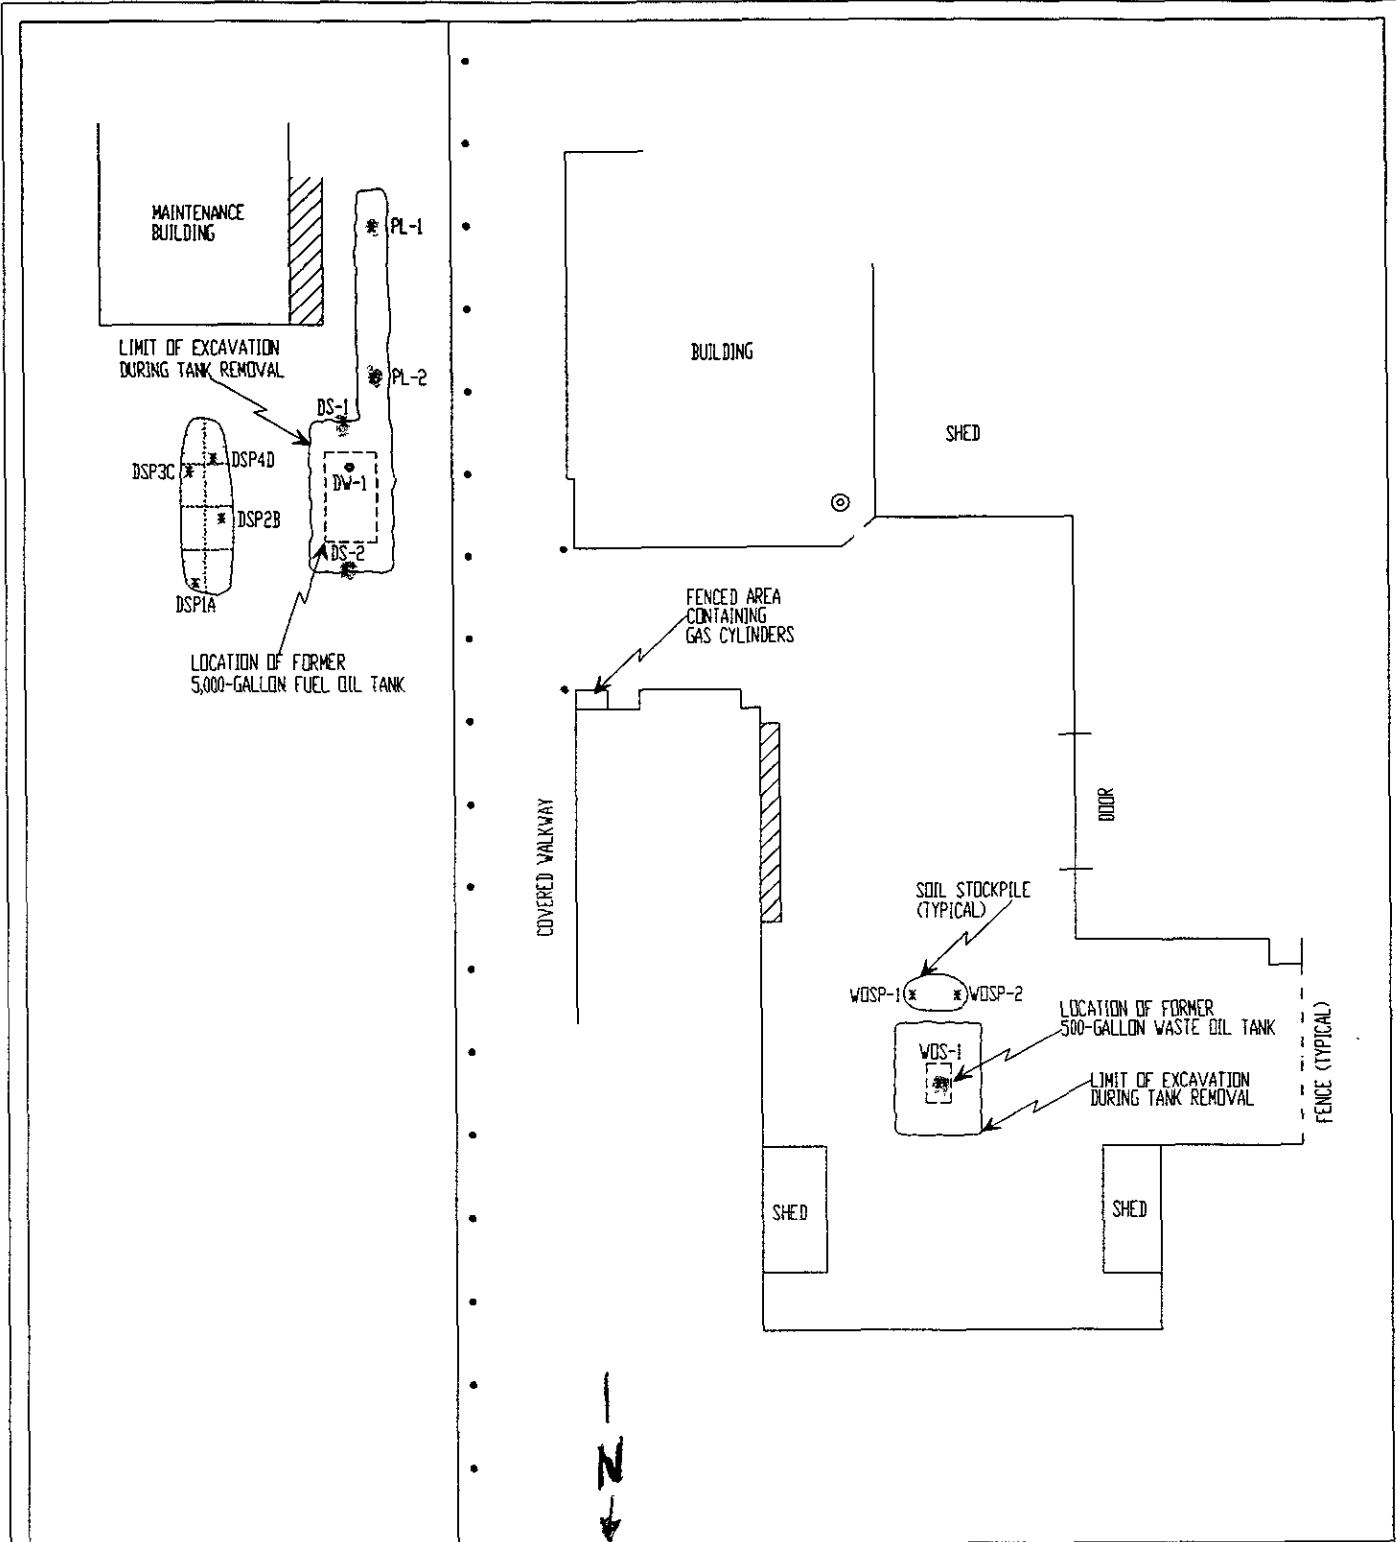 MAINTENANCE
BUILDING
PL-1
LIMIT OF EXCAVATION
DURING TANK REMOVAL
PL-2
DS-1
DSP3C
DSP4D
DW-1
DSP2B
DS-2
DSP1A
LOCATION OF FORMER
5,000-GALLON FUEL OIL TANK
BUILDING
SHED
FENCED AREA
CONTAINING
GAS CYLINDERS
COVERED WALKWAY
DOOR
SOIL STOCKPILE
(TYPICAL)
WOSP-1
WOSP-2
LOCATION OF FORMER
500-GALLON WASTE OIL TANK
WOS-1
LIMIT OF EXCAVATION
DURING TANK REMOVAL
FENCE (TYPICAL)
SHED
SHED
N